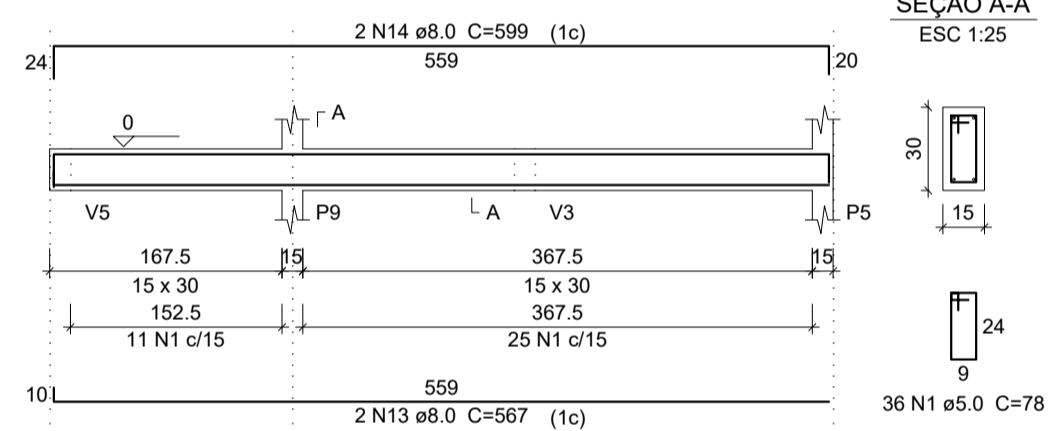 SEÇÃO A-A
ESC 1:25
2 N14 ø8.0 C=599 (1c)
24
559
20
0
A
30
V5
P9
A
V3
P5
15
167.5
15
367.5
15
15 x 30
15 x 30
152.5
367.5
11 N1 c/15
25 N1 c/15
24
9
36 N1 ø5.0 C=78
10
559
2 N13 ø8.0 C=567 (1c)